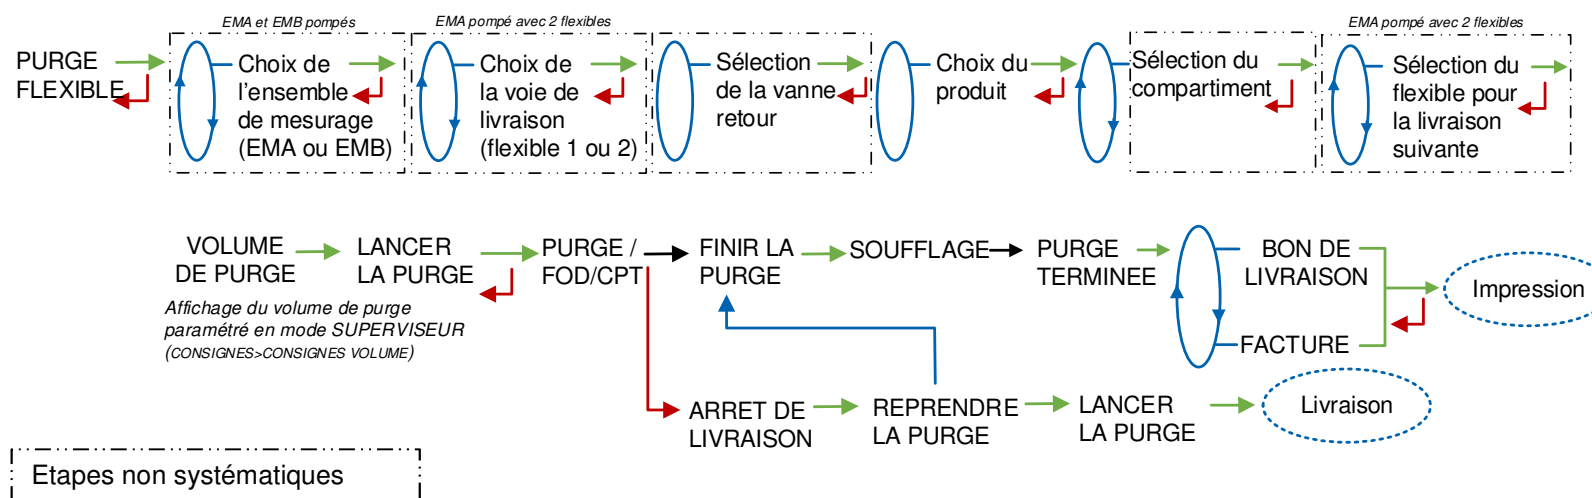 EMA et EMB pompés
EMA pompé avec 2 flexibles
EMA pompé avec 2 flexibles
PURGE
FLEXIBLE
Choix de
l'ensemble
de mesurage
(EMA ou EMB)
Choix de
la voie de
livraison
(flexible 1 ou 2)
Sélection
de la vanne
retour
Choix du
produit
Sélection du
compartiment
Sélection du
flexible pour
la livraison
suivante
VOLUME
DE PURGE
LANCER
LA PURGE
PURGE /
FOD/CPT
FINIR LA
PURGE
SOUFFLAGE
PURGE
TERMINEE
BON DE
LIVRAISON
FACTURE
Impression
Affichage du volume de purge
paramétré en mode SUPERVISEUR
(CONSIGNES>CONSIGNES VOLUME)
ARRET DE
LIVRAISON
REPRENDRE
LA PURGE
LANCER
LA PURGE
Livraison
Etapes non systématiques